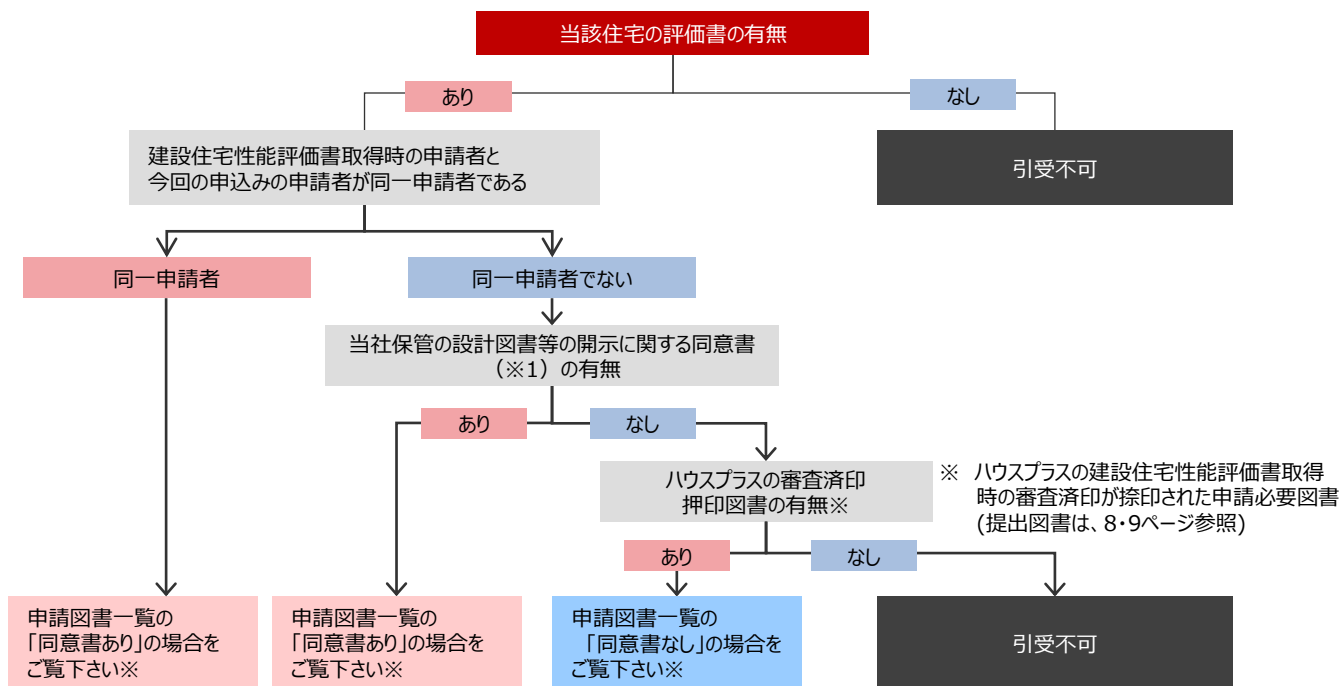 当該住宅の評価書の有無
あり
なし
建設住宅性能評価書取得時の申請者と
今回の申込みの申請者が同一申請者である
引受不可
同一申請者
同一申請者でない
当社保管の設計図書等の開示に関する同意書
（※1）の有無
あり
なし
ハウスプラスの審査済印
押印図書の有無※
※ ハウスプラスの建設住宅性能評価書取得
時の審査済印が捺印された申請必要図書
(提出図書は、8・9ページ参照)
あり
なし
申請図書一覧の
「同意書あり」の場合を
ご覧下さい※
申請図書一覧の
「同意書あり」の場合を
ご覧下さい※
申請図書一覧の
「同意書なし」の場合を
ご覧下さい※
引受不可